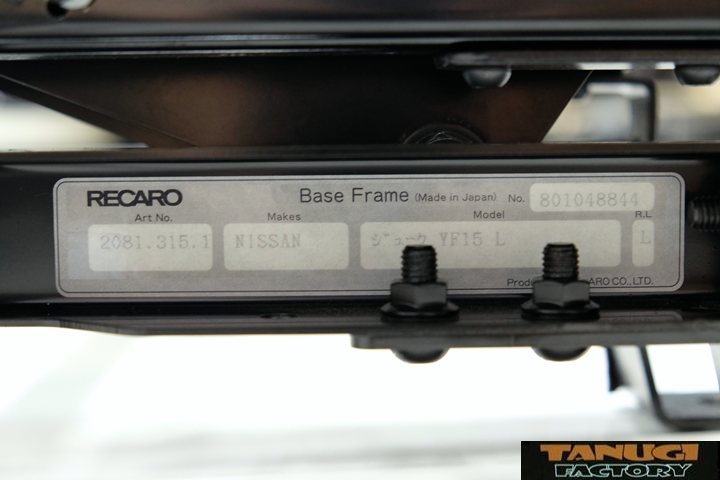 RECARO Base Frame (Made in Japan) No. 801048844
Art No. Makes Model R.L
2081.315.1 NISSAN ジューク YF15 L L
ARO CO., LTD.
TANUGI
FACTORY